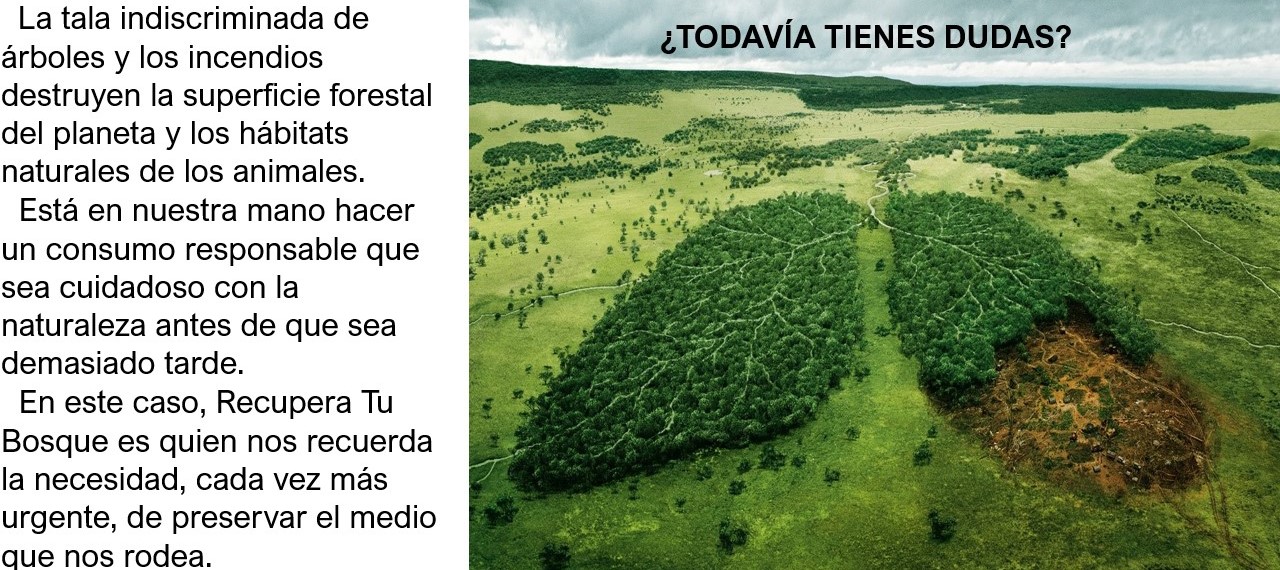 La tala indiscriminada de
árboles y los incendios
destruyen la superficie forestal
del planeta y los hábitats
naturales de los animales.
Está en nuestra mano hacer
un consumo responsable que
sea cuidadoso con la
naturaleza antes de que sea
demasiado tarde.
En este caso, Recupera Tu
Bosque es quien nos recuerda
la necesidad, cada vez más
urgente, de preservar el medio
que nos rodea.
¿TODAVÍA TIENES DUDAS?